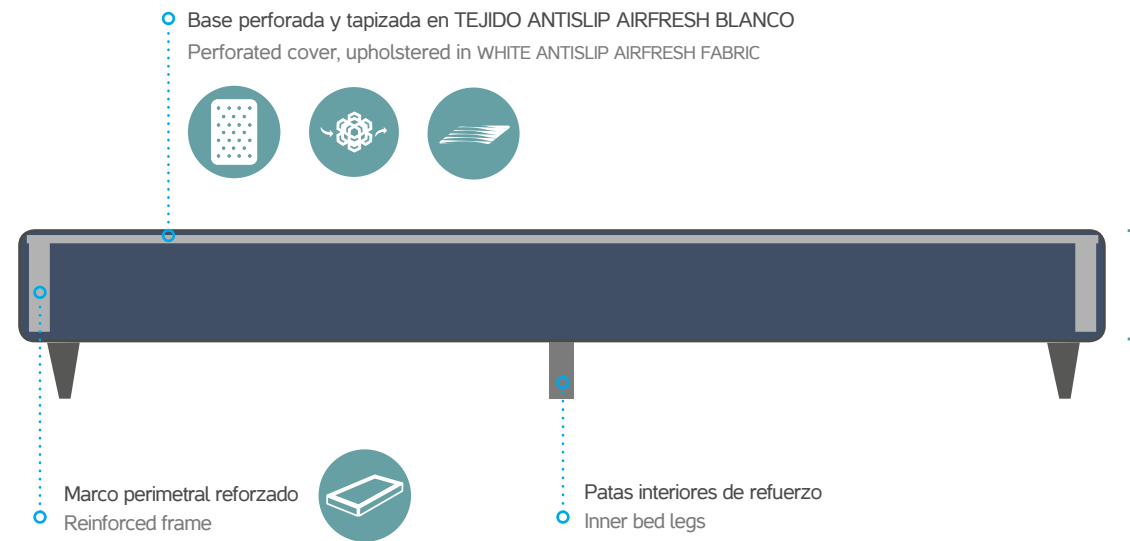 Base perforada y tapizada en TEJIDO ANTISLIP AIRFRESH BLANCO
Perforated cover, upholstered in WHITE ANTISLIP AIRFRESH FABRIC
Marco perimetral reforzado
Reinforced frame
Patas interiores de refuerzo
Inner bed legs